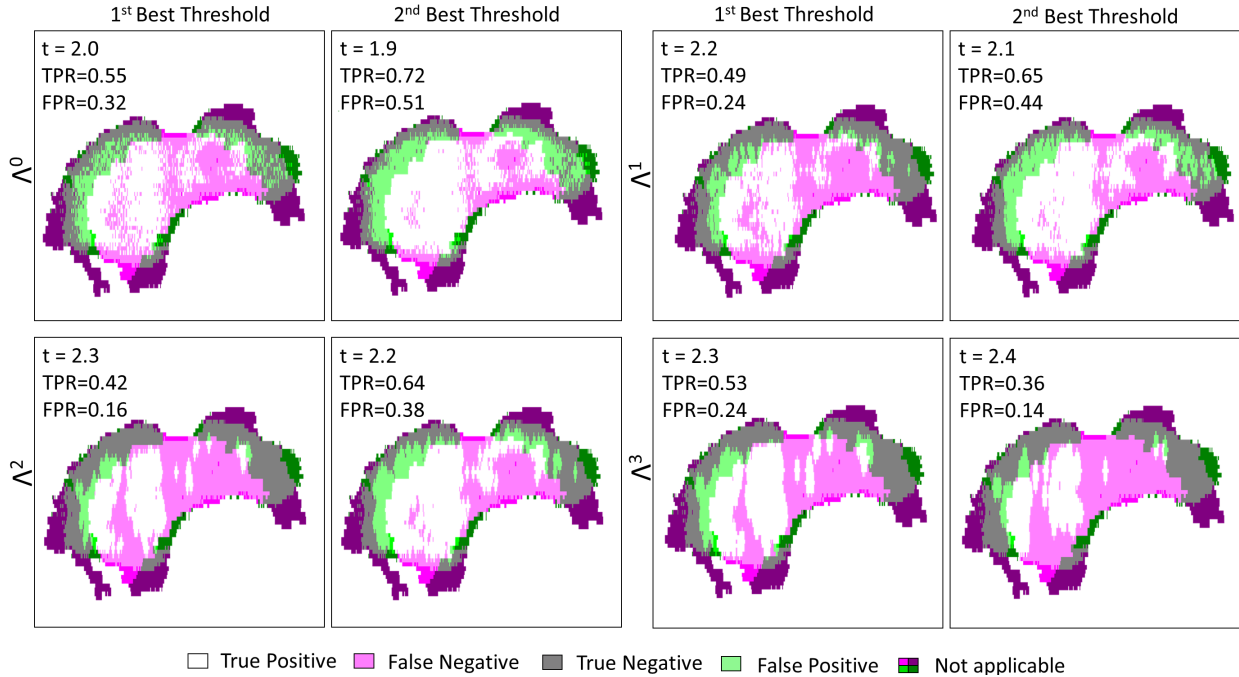 1st Best Threshold
2nd Best Threshold
1st Best Threshold
2nd Best Threshold
Λ0
t = 2.0
TPR=0.55
FPR=0.32
t = 1.9
TPR=0.72
FPR=0.51
Λ1
t = 2.2
TPR=0.49
FPR=0.24
t = 2.1
TPR=0.65
FPR=0.44
Λ2
t = 2.3
TPR=0.42
FPR=0.16
t = 2.2
TPR=0.64
FPR=0.38
Λ3
t = 2.3
TPR=0.53
FPR=0.24
t = 2.4
TPR=0.36
FPR=0.14
True Positive
False Negative
True Negative
False Positive
Not applicable